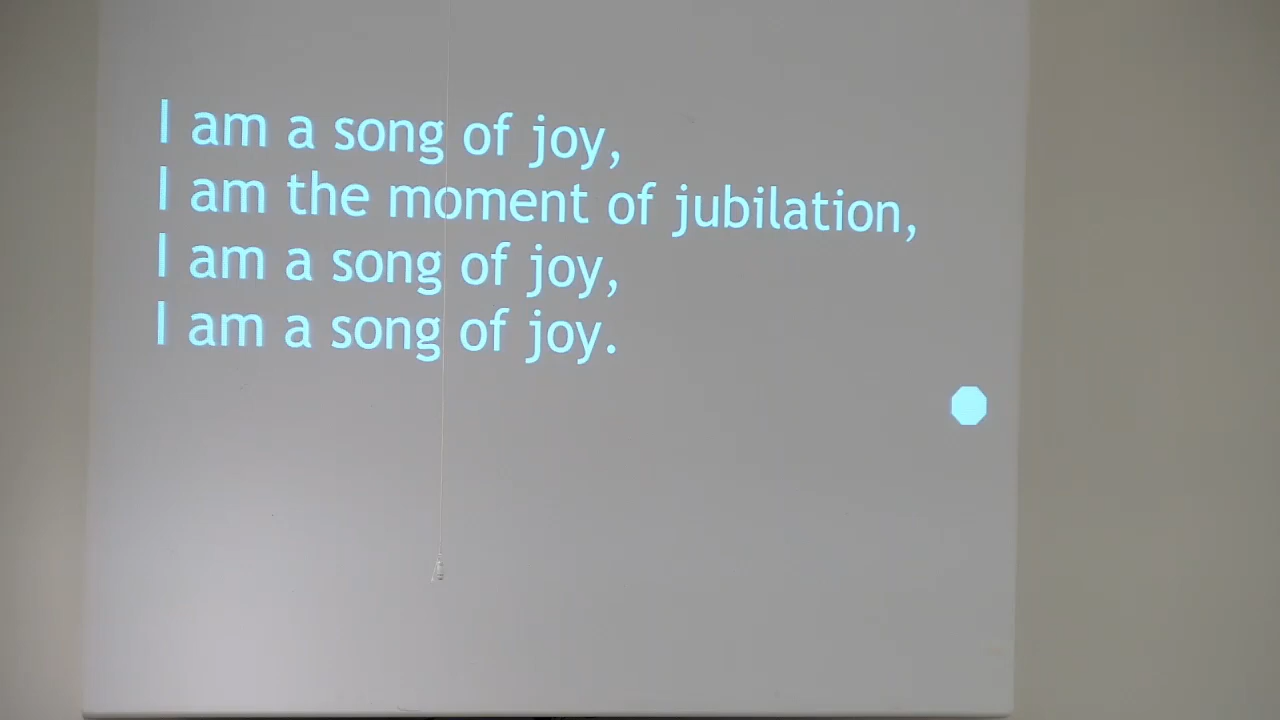 I am a song of joy,
I am the moment of jubilation,
I am a song of joy,
I am a song of joy.